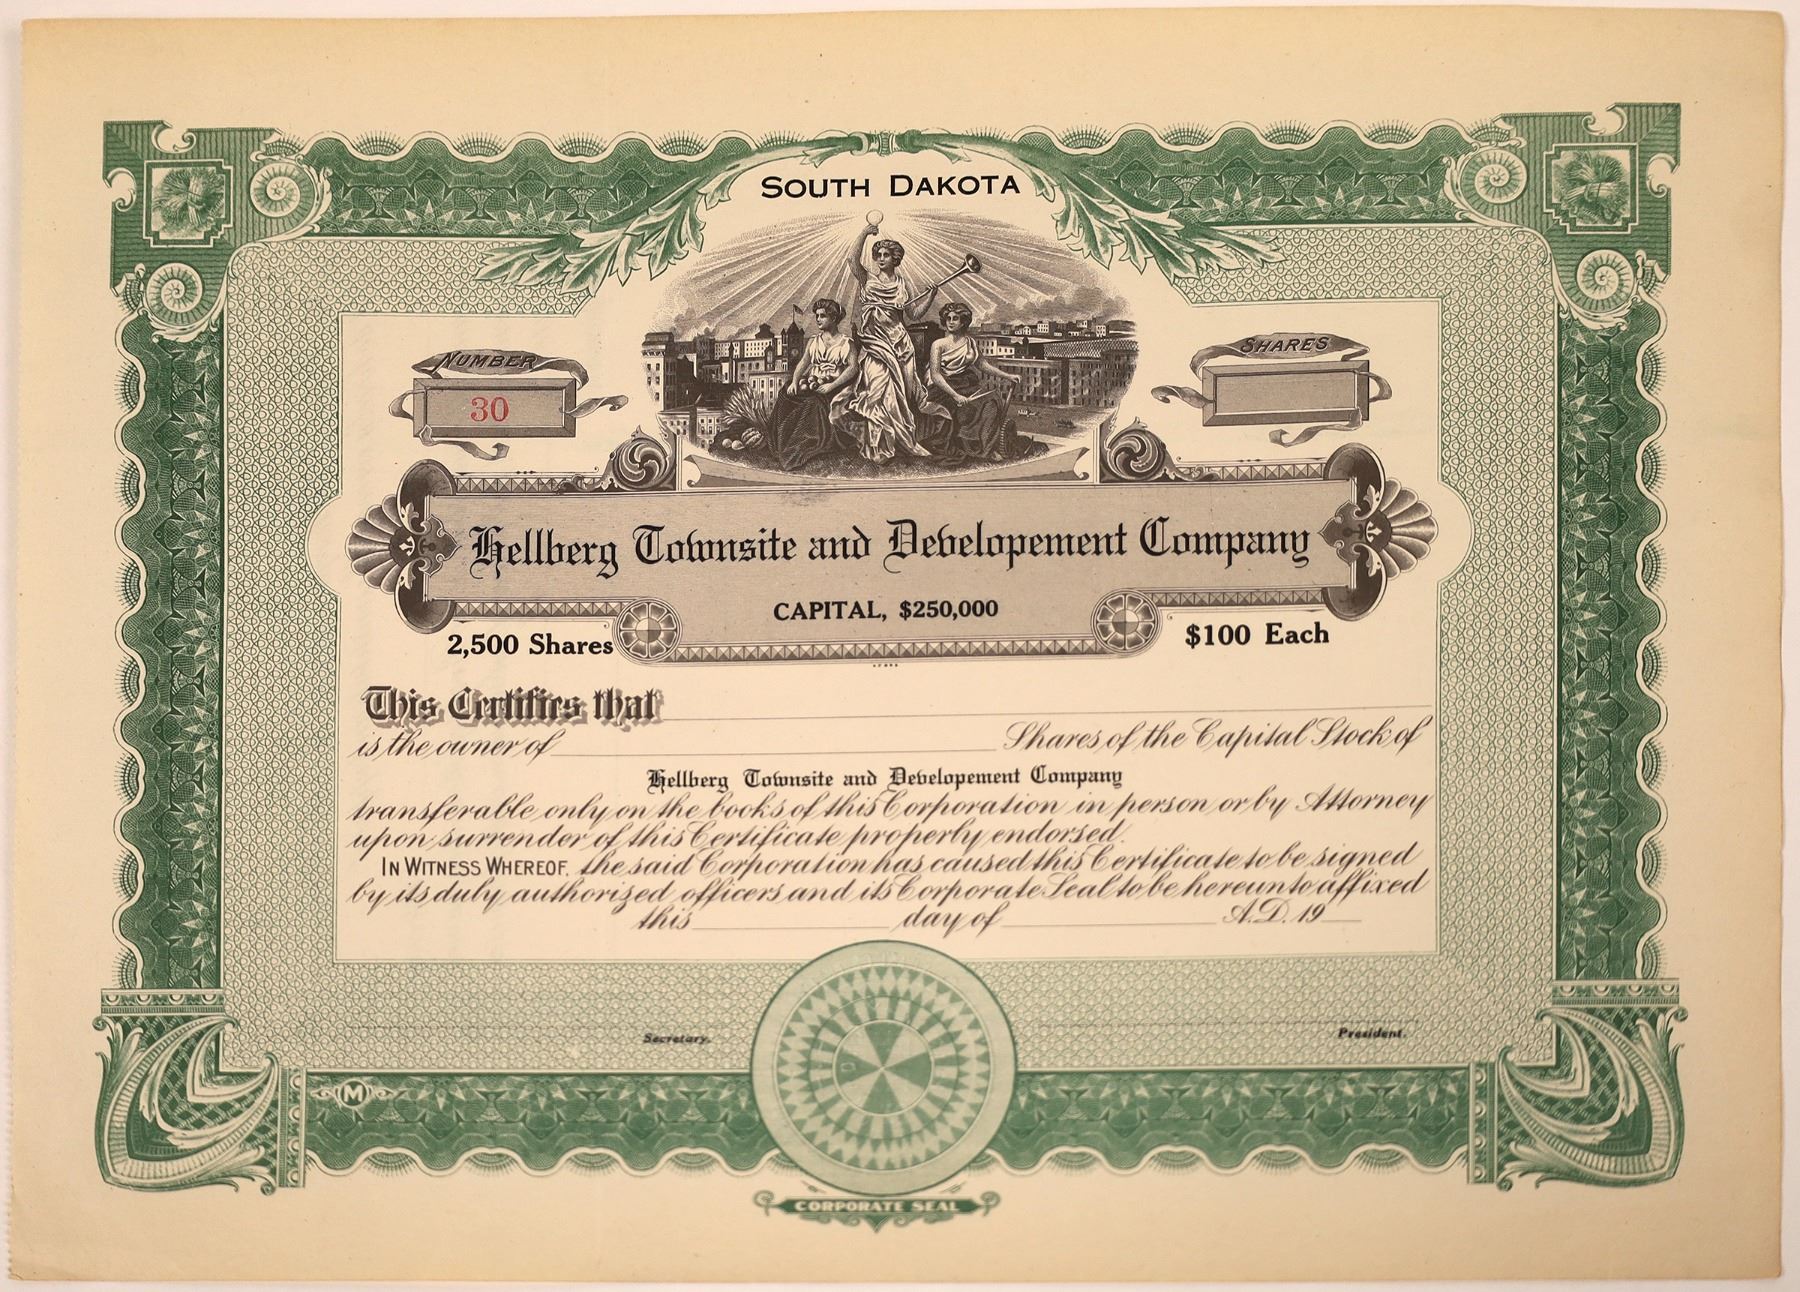 SOUTH DAKOTA
NUMBER
SHARES
30
Hellberg Townsite and Developement Company
CAPITAL, $250,000
2,500 Shares
$100 Each
This Certifies that
is the owner of Shares of the Capital Stock of
Hellberg Townsite and Developement Company
transferable only on the books of this Corporation in person or by Attorney
upon surrender of this Certificate properly endorsed.
IN WITNESS WHEREOF, the said Corporation has caused this Certificate to be signed
by its duly authorized officers and its Corporate Seal to be hereunto affixed
this day of A.D. 19
Secretary.
President.
M
CORPORATE SEAL